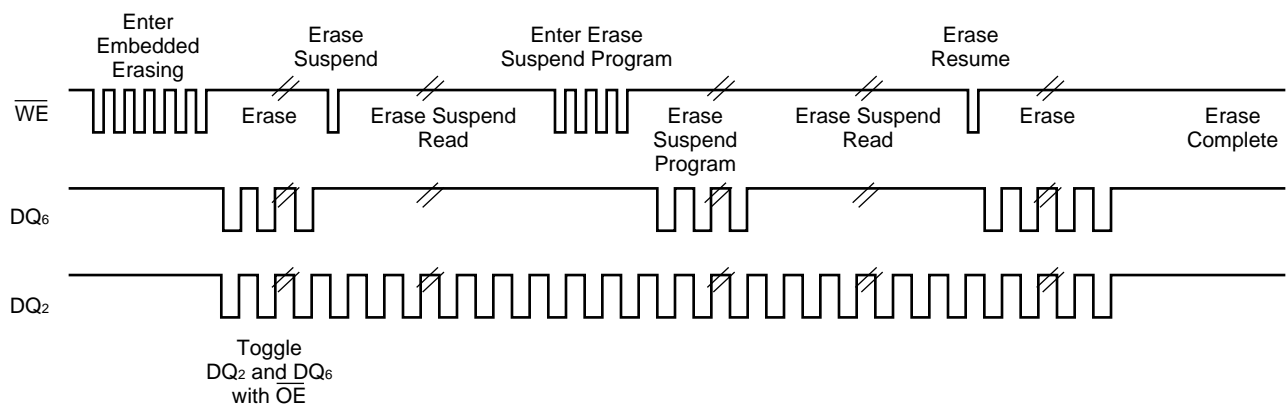 Enter
Embedded
Erasing
Erase
Suspend
Enter Erase
Suspend Program
Erase
Resume
WE
Erase
Erase Suspend
Read
Erase
Suspend
Program
Erase Suspend
Read
Erase
Erase
Complete
DQ6
DQ2
Toggle
DQ2 and DQ6
with OE